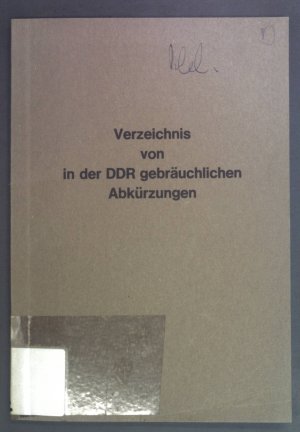 Verzeichnis
von
in der DDR gebräuchlichen
Abkürzungen